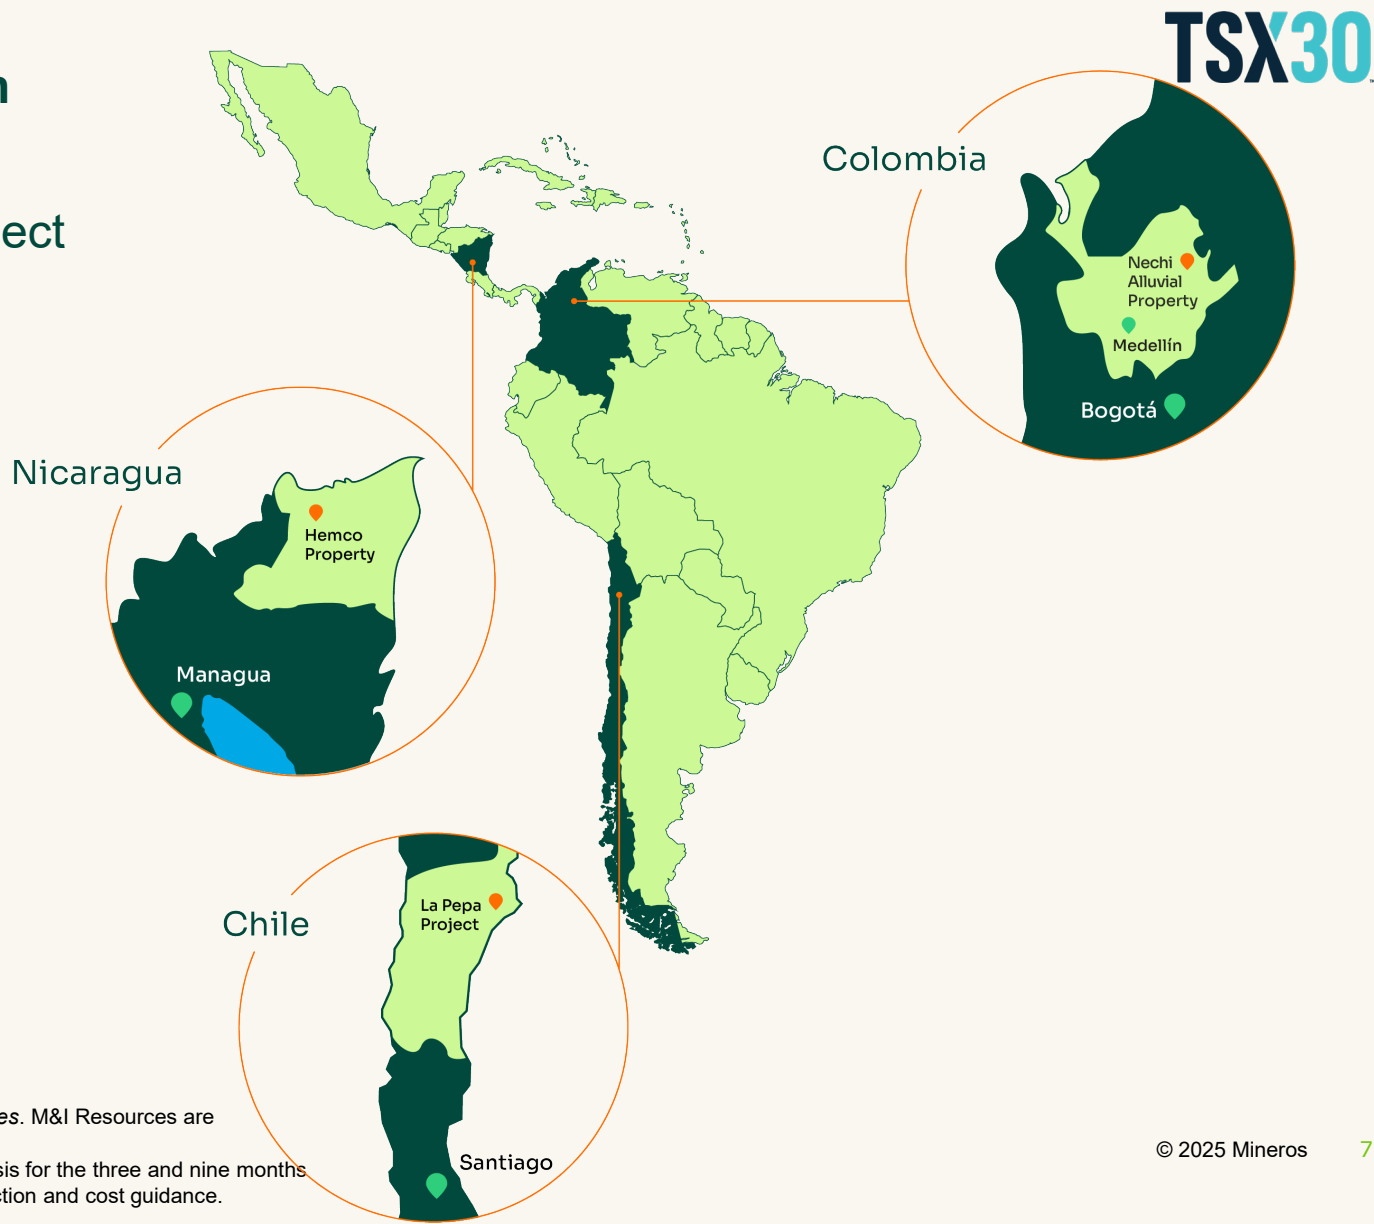 TSX30
n
ect
Colombia
Nechi
Alluvial
Property
Medellín
Bogotá
Nicaragua
Hemco
Property
Managua
Chile
La Pepa
Project
Santiago
es. M&I Resources are
sis for the three and nine months
ction and cost guidance.
© 2025 Mineros 7